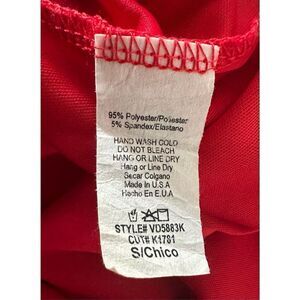 95% Polyester/Poliester
5% Spandex/Elastano
HAND WASH COLD
DO NOT BLEACH
HANG OR LINE DRY
Hang or Line Dry
Secar Colgano
Made in U.S.A
Hecho En E.U.A
STYLE# VD5883K
CUT# K1781
S/Chico